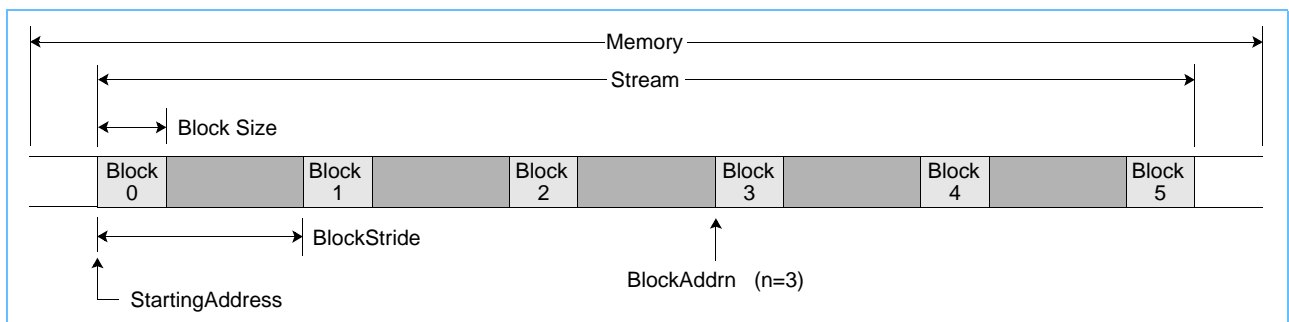 Memory
Stream
Block Size
Block
0
Block
1
Block
2
Block
3
Block
4
Block
5
BlockStride
BlockAddrn (n=3)
StartingAddress